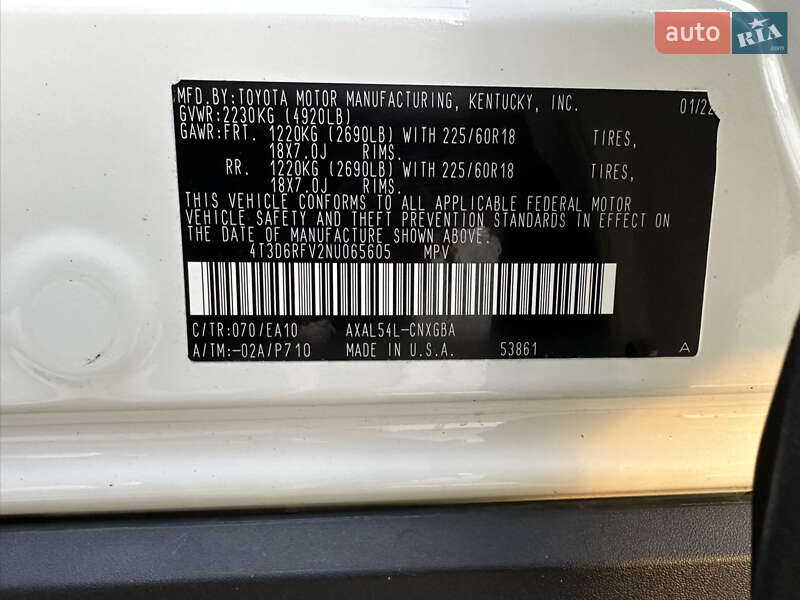 auto RIA .com
MFD.BY:TOYOTA MOTOR MANUFACTURING, KENTUCKY, INC. 01/22
GVWR:2230KG (4920LB)
GAWR:FRT. 1220KG (2690LB) WITH 225/60R18 TIRES,
18X7.0J RIMS.
RR. 1220KG (2690LB) WITH 225/60R18 TIRES,
18X7.0J RIMS.
THIS VEHICLE CONFORMS TO ALL APPLICABLE FEDERAL MOTOR
VEHICLE SAFETY AND THEFT PREVENTION STANDARDS IN EFFECT ON
THE DATE OF MANUFACTURE SHOWN ABOVE.
4T3D6RFV2NU065605 MPV
C/TR:070/EA10 AXAL54L-CNXGBA
A/TM:-02A/P710 MADE IN U.S.A. 53861 A